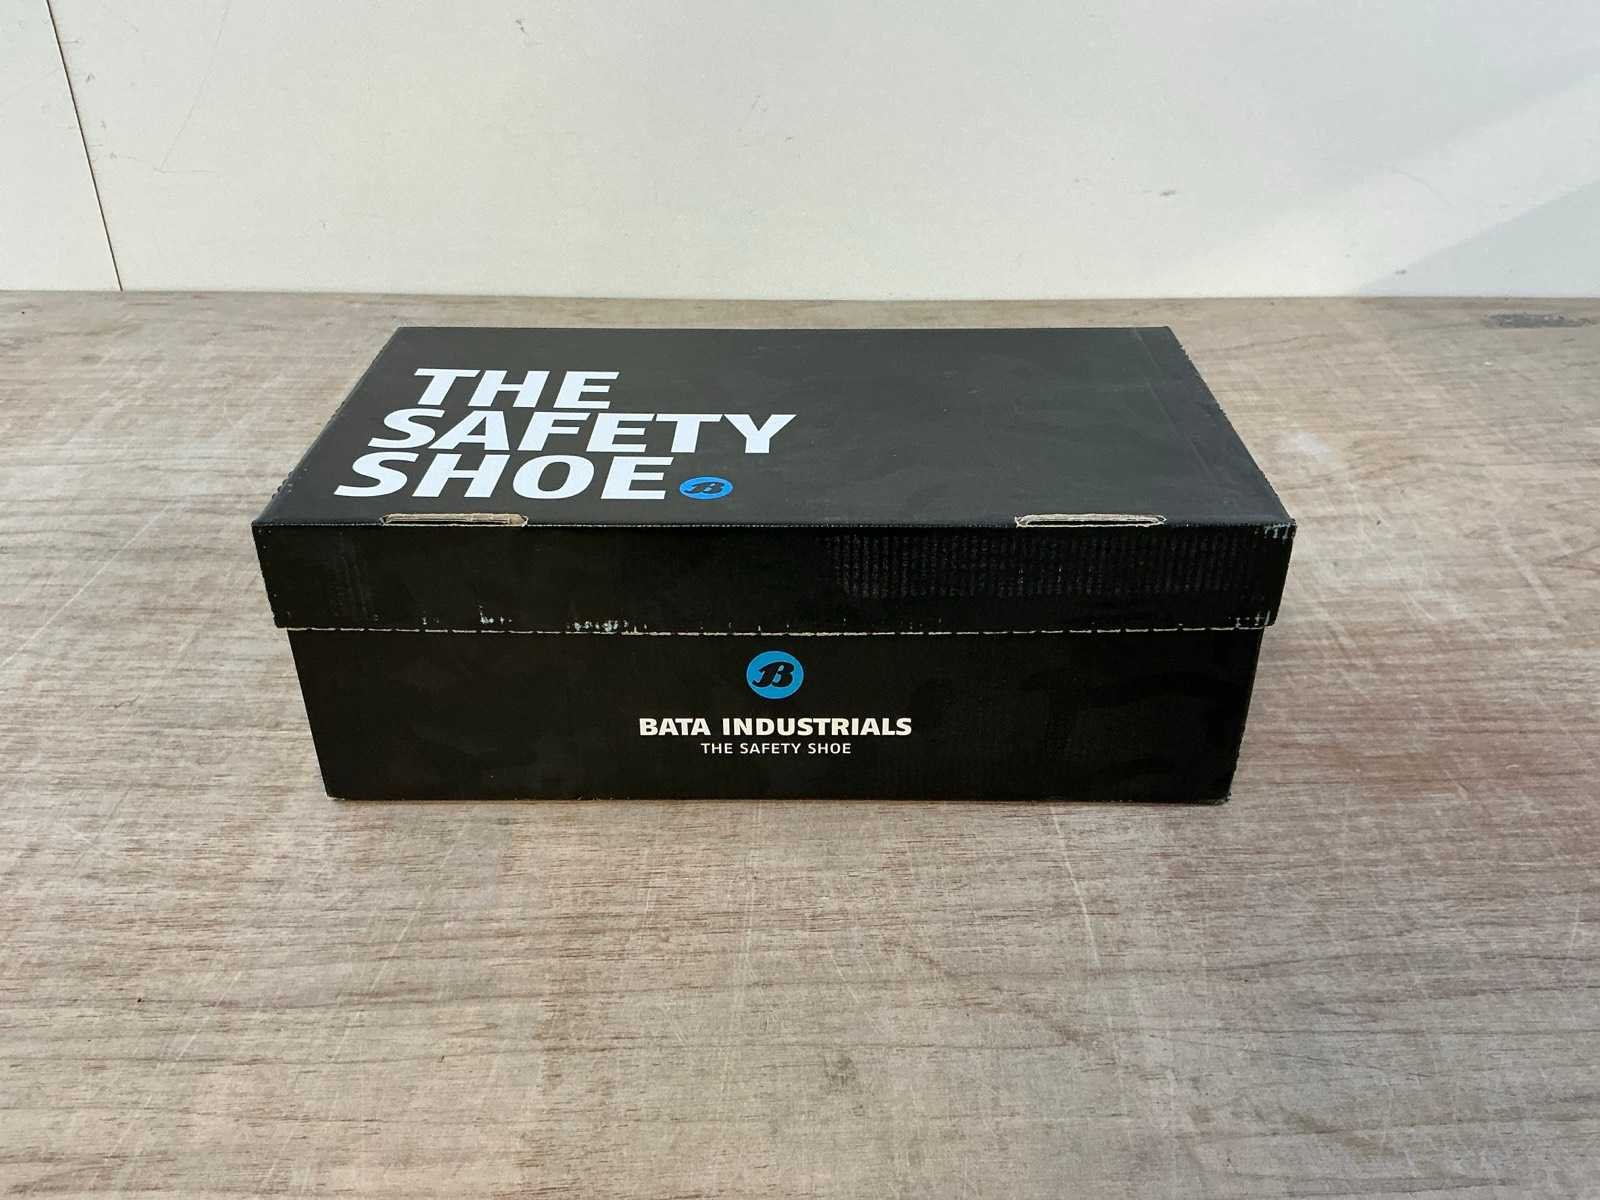 THE
SAFETY
SHOE B
B
BATA INDUSTRIALS
THE SAFETY SHOE